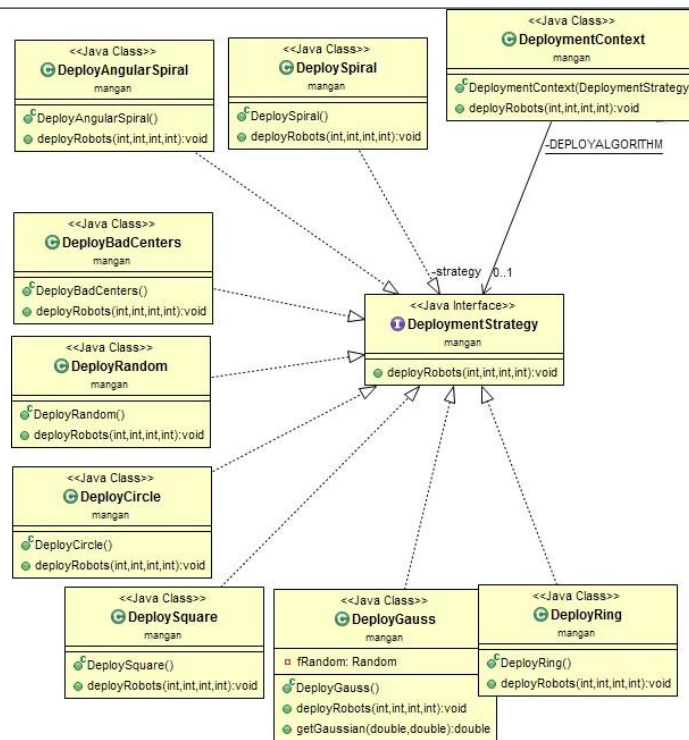 <<Java Class>>
DeployAngularSpiral
mangan
DeployAngularSpiral()
deployRobots(int,int,int,int):void
<<Java Class>>
DeploySpiral
mangan
DeploySpiral()
deployRobots(int,int,int,int):void
<<Java Class>>
DeploymentContext
mangan
DeploymentContext(DeploymentStrategy
deployRobots(int,int,int,int):void
-DEPLOYALGORITHM
-strategy 0..1
<<Java Class>>
DeployBadCenters
mangan
DeployBadCenters()
deployRobots(int,int,int,int):void
<<Java Interface>>
DeploymentStrategy
mangan
deployRobots(int,int,int,int):void
<<Java Class>>
DeployRandom
mangan
DeployRandom()
deployRobots(int,int,int,int):void
<<Java Class>>
DeployCircle
mangan
DeployCircle()
deployRobots(int,int,int,int):void
<<Java Class>>
DeploySquare
mangan
DeploySquare()
deployRobots(int,int,int,int):void
<<Java Class>>
DeployGauss
mangan
fRandom: Random
DeployGauss()
deployRobots(int,int,int,int):void
getGaussian(double,double):double
<<Java Class>>
DeployRing
mangan
DeployRing()
deployRobots(int,int,int,int):void